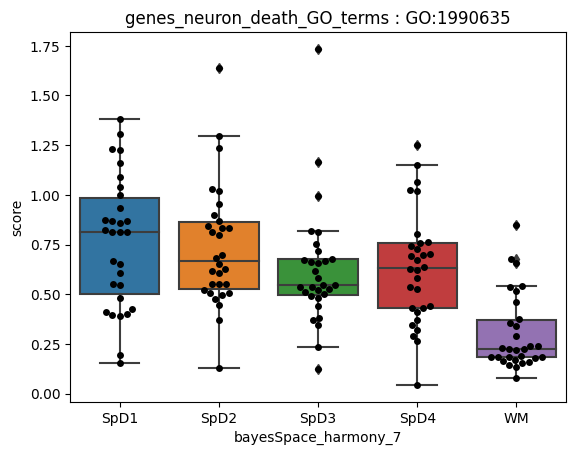 genes_neuron_death_GO_terms : GO:1990635
1.75
1.50
1.25
1.00
0.75
0.50
0.25
0.00
score
SpD1 SpD2 SpD3 SpD4 WM
bayesSpace_harmony_7